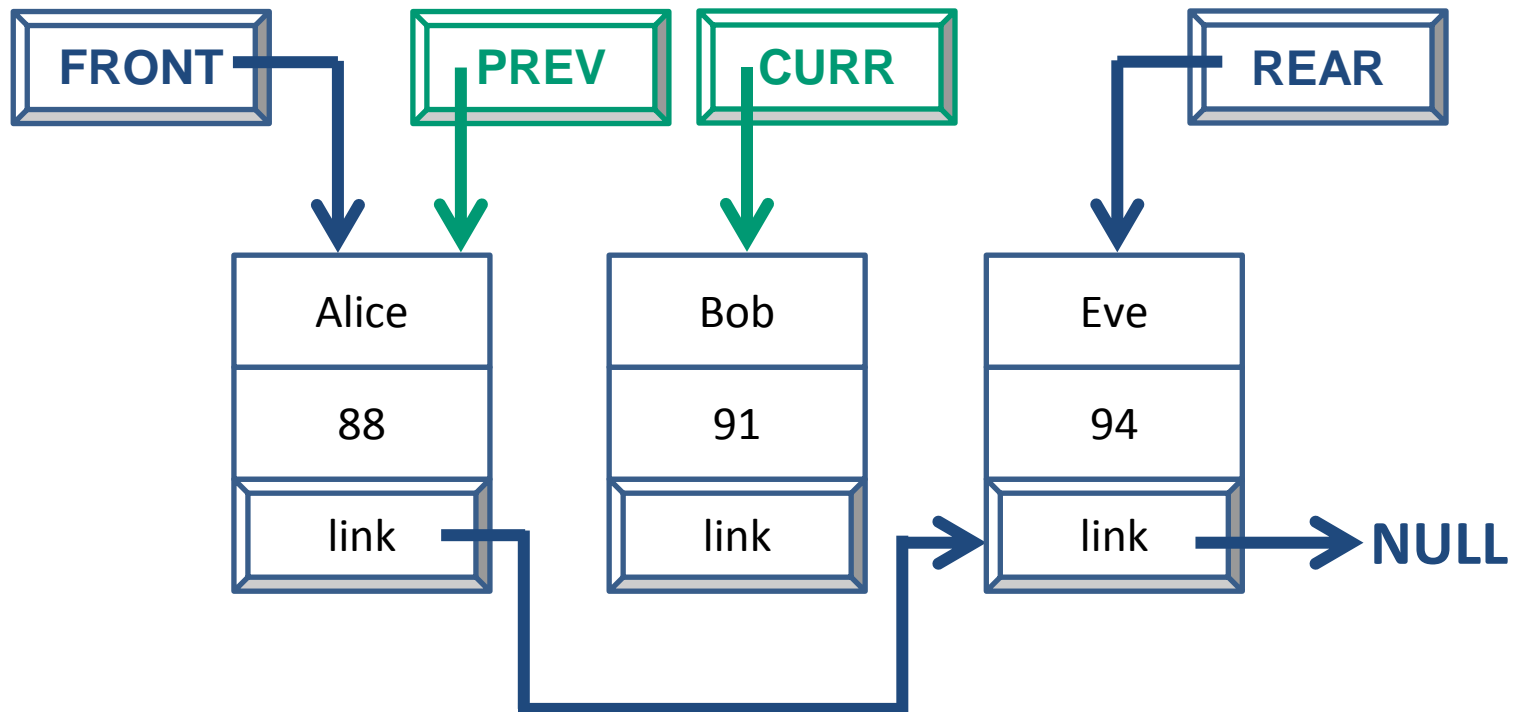 FRONT PREV CURR REAR
Alice Bob Eve
88 91 94
link link link NULL